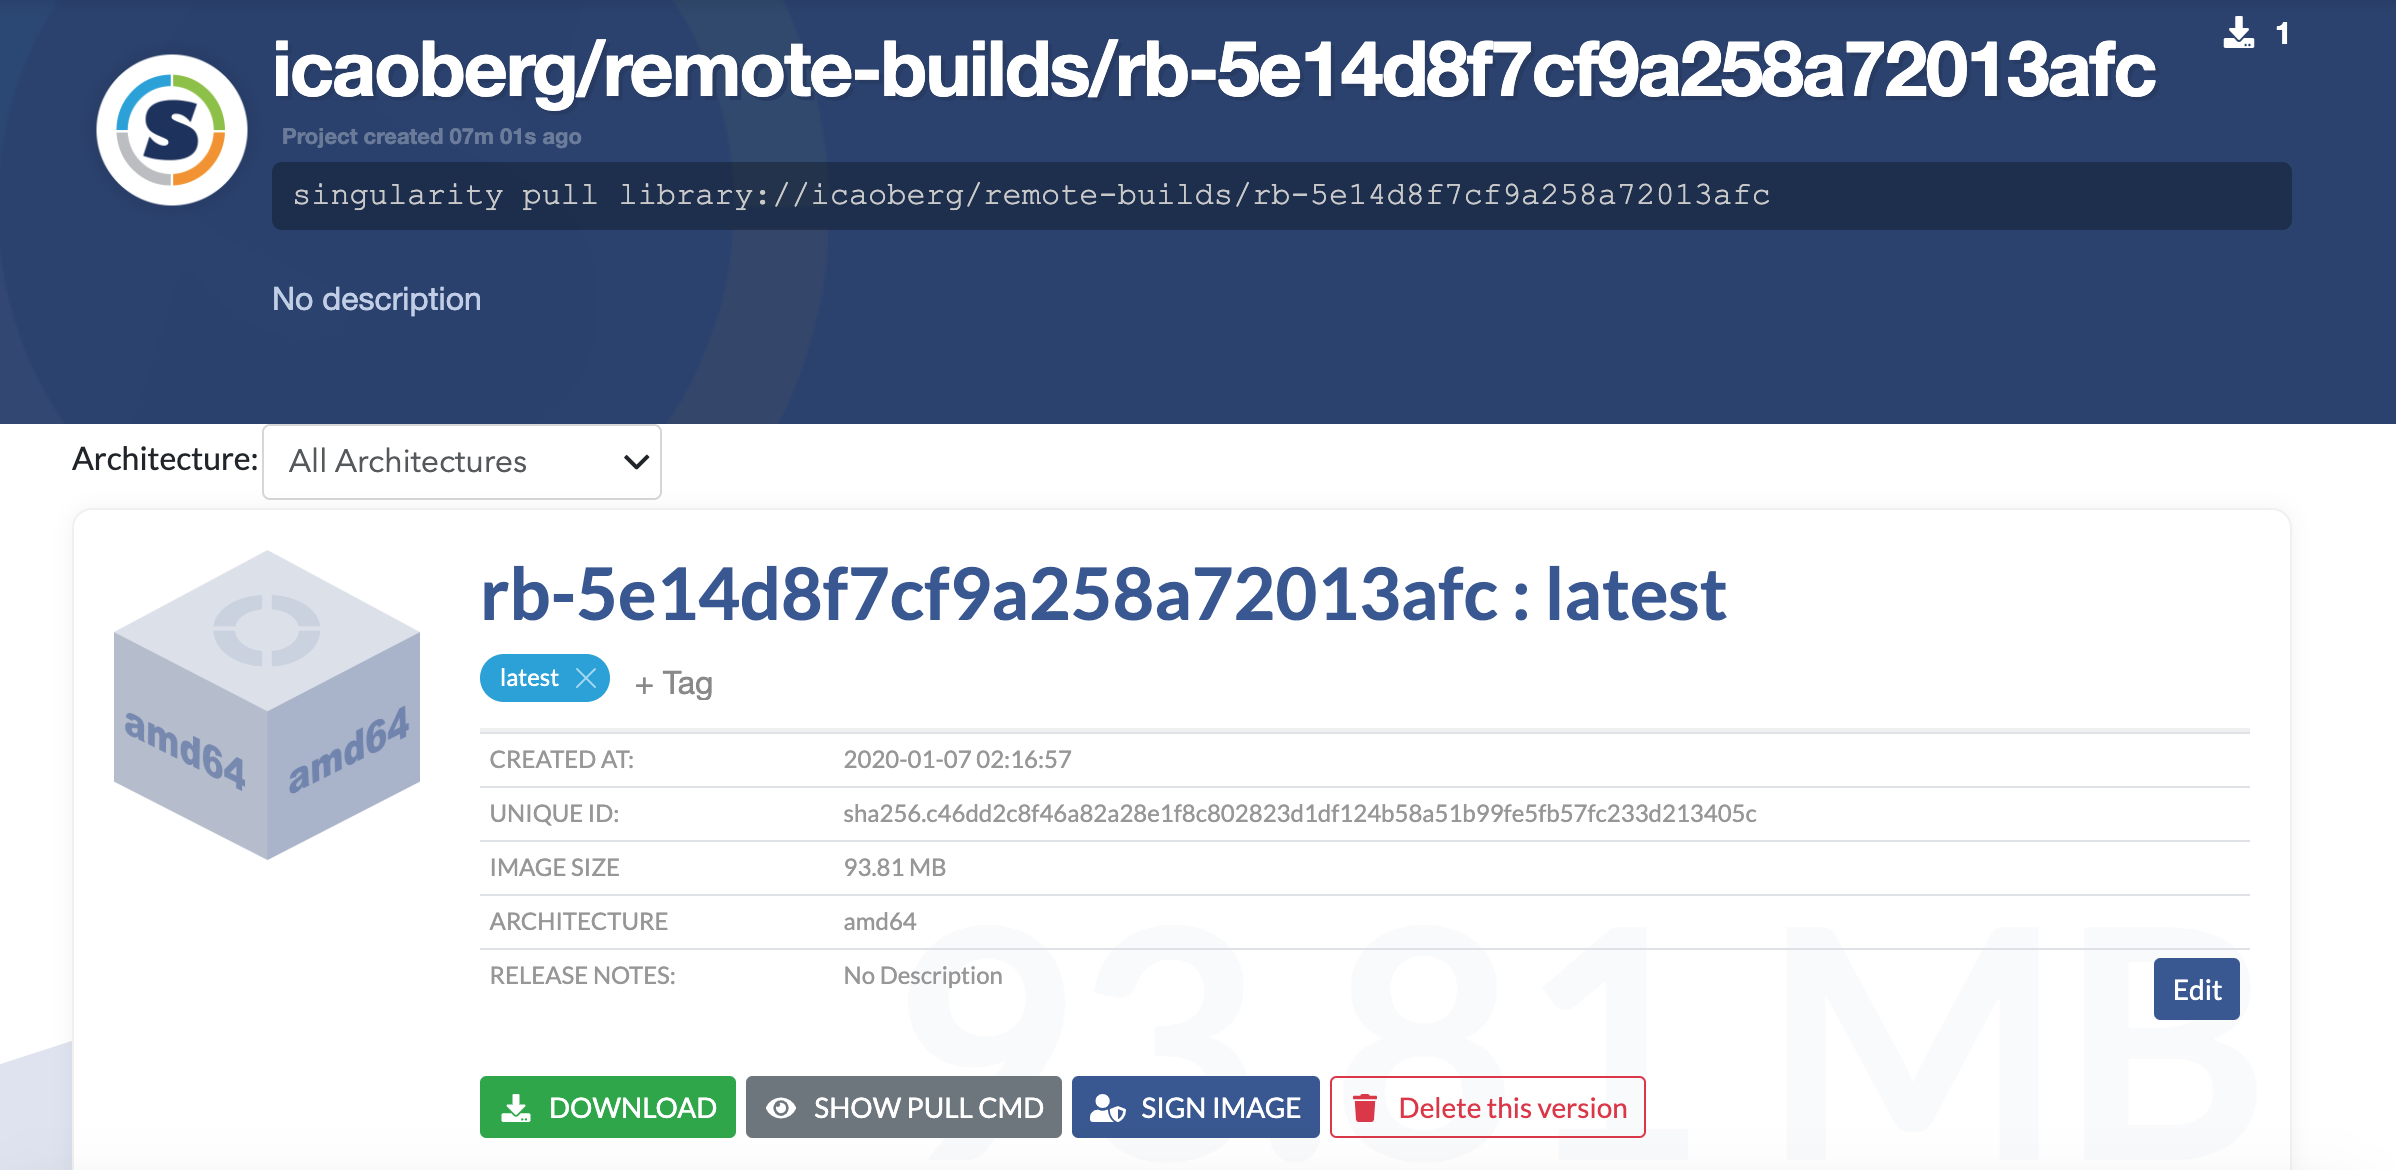 icaoberg/remote-builds/rb-5e14d8f7cf9a258a72013afc
1
S
Project created 07m 01s ago
singularity pull library://icaoberg/remote-builds/rb-5e14d8f7cf9a258a72013afc
No description
Architecture: All Architectures
rb-5e14d8f7cf9a258a72013afc : latest
latest + Tag
amd64 amd64
CREATED AT: 2020-01-07 02:16:57
UNIQUE ID: sha256.c46dd2c8f46a82a28e1f8c802823d1df124b58a51b99fe5fb57fc233d213405c
IMAGE SIZE 93.81 MB
ARCHITECTURE amd64
RELEASE NOTES: No Description
93.81 MB
Edit
DOWNLOAD SHOW PULL CMD SIGN IMAGE Delete this version